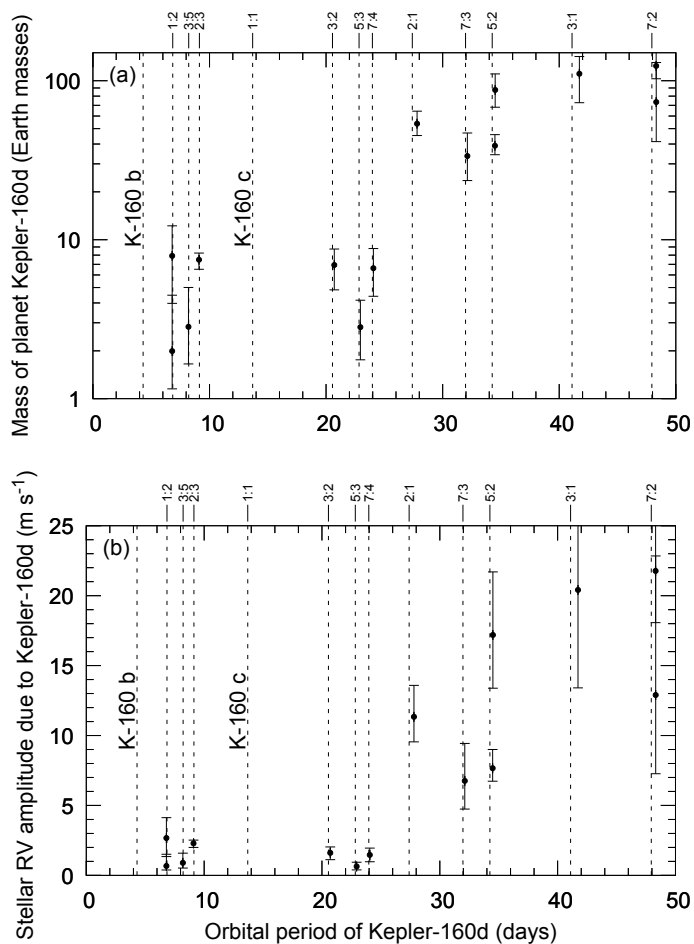 1:2 3:5 2:3 1:1 3:2 5:3 7:4 2:1 7:3 5:2 3:1 7:2
(a)
Mass of planet Kepler-160d (Earth masses)
100
10
1
K-160 b
K-160 c
0 10 20 30 40 50
1:2 3:5 2:3 1:1 3:2 5:3 7:4 2:1 7:3 5:2 3:1 7:2
(b)
Stellar RV amplitude due to Kepler-160d (m s⁻¹)
25
20
15
10
5
0
K-160 b
K-160 c
0 10 20 30 40 50
Orbital period of Kepler-160d (days)